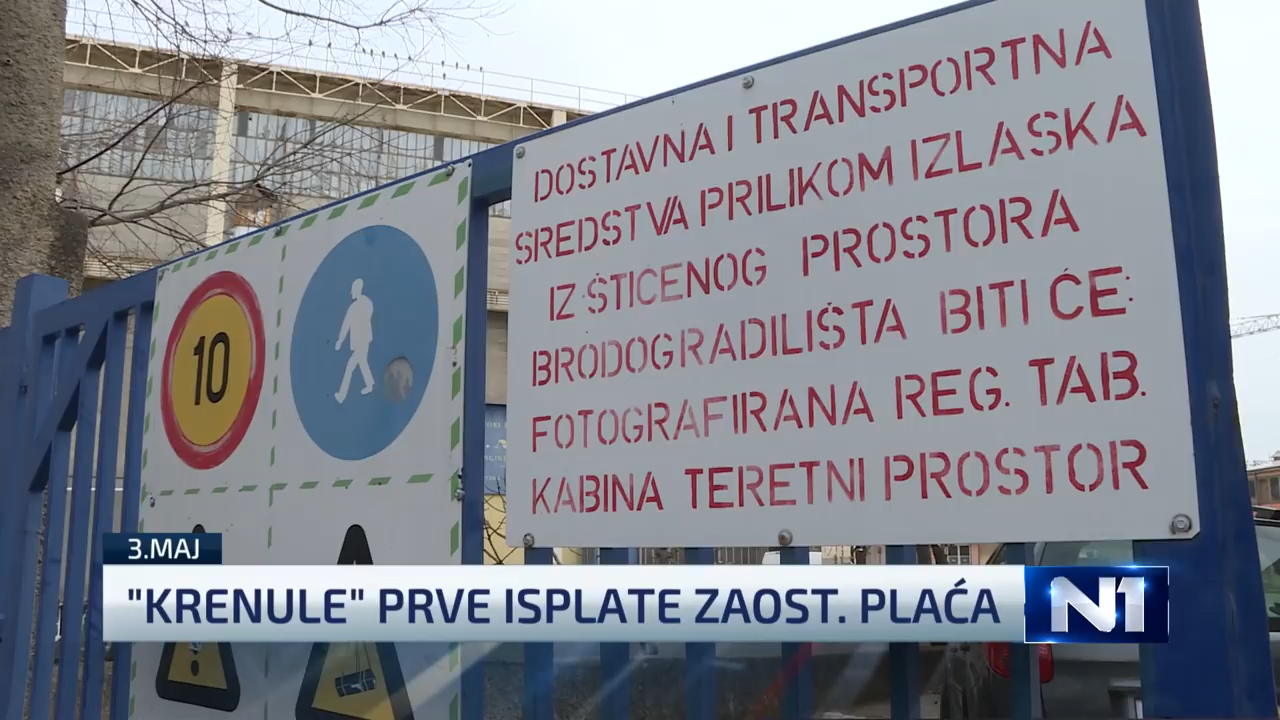 DOSTAVNA I TRANSPORTNA
SREDSTVA PRILIKOM IZLASKA
IZ ŠTIĆENOG PROSTORA
BRODOGRADILIŠTA BITI ĆE:
FOTOGRAFIRANA REG. TAB.
KABINA TERETNI PROSTOR
10
3.MAJ
"KRENULE" PRVE ISPLATE ZAOST. PLAĆA
N1